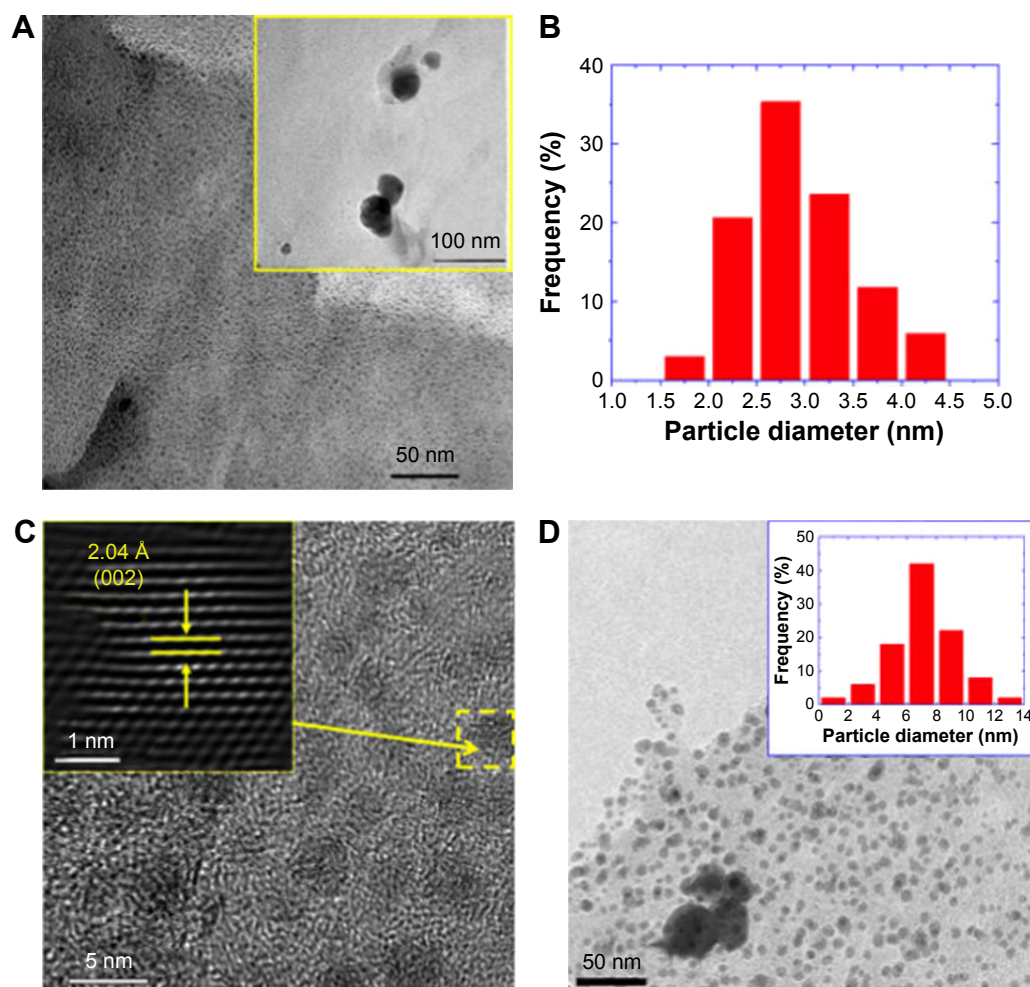 A
100 nm
50 nm
B
Frequency (%)
40
30
20
10
0
1.0 1.5 2.0 2.5 3.0 3.5 4.0 4.5 5.0
Particle diameter (nm)
C
2.04 Å
(002)
1 nm
5 nm
D
Frequency (%)
50
40
30
20
10
0
0 2 4 6 8 10 12 14
Particle diameter (nm)
50 nm